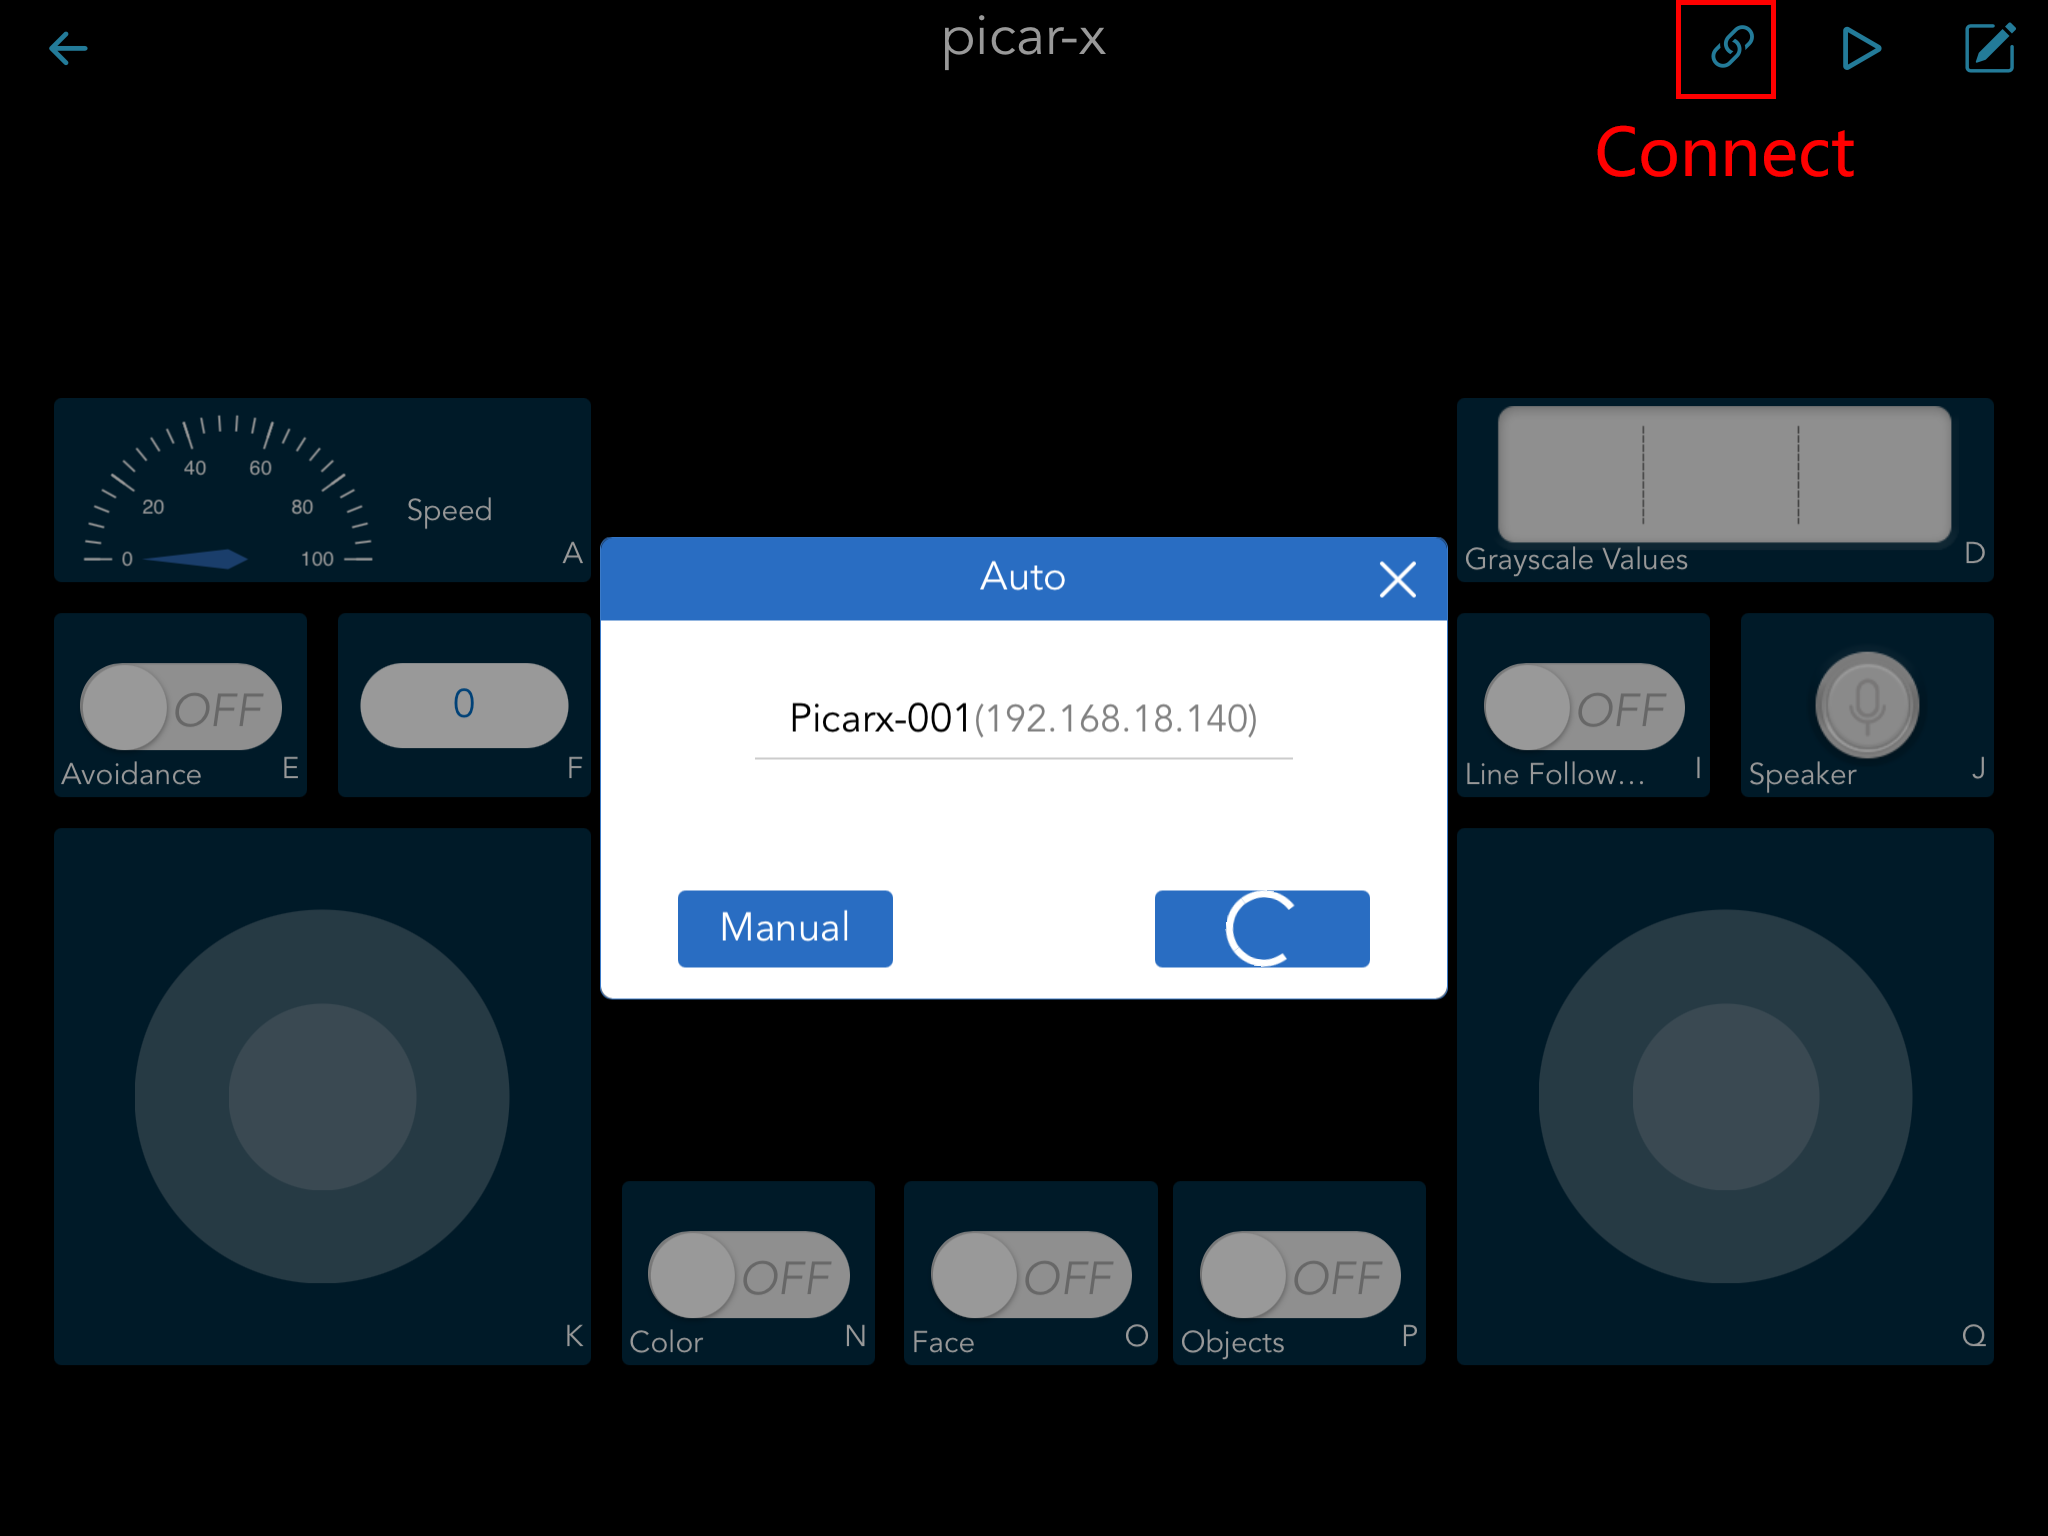 picar-x
Connect
40 60
20 80
0 100
Speed
A
Grayscale Values D
Auto
OFF
Avoidance E
0
F
Picarx-001(192.168.18.140)
OFF
Line Follow... I
Speaker J
Manual
K
OFF
Color N
OFF
Face O
OFF
Objects P
Q